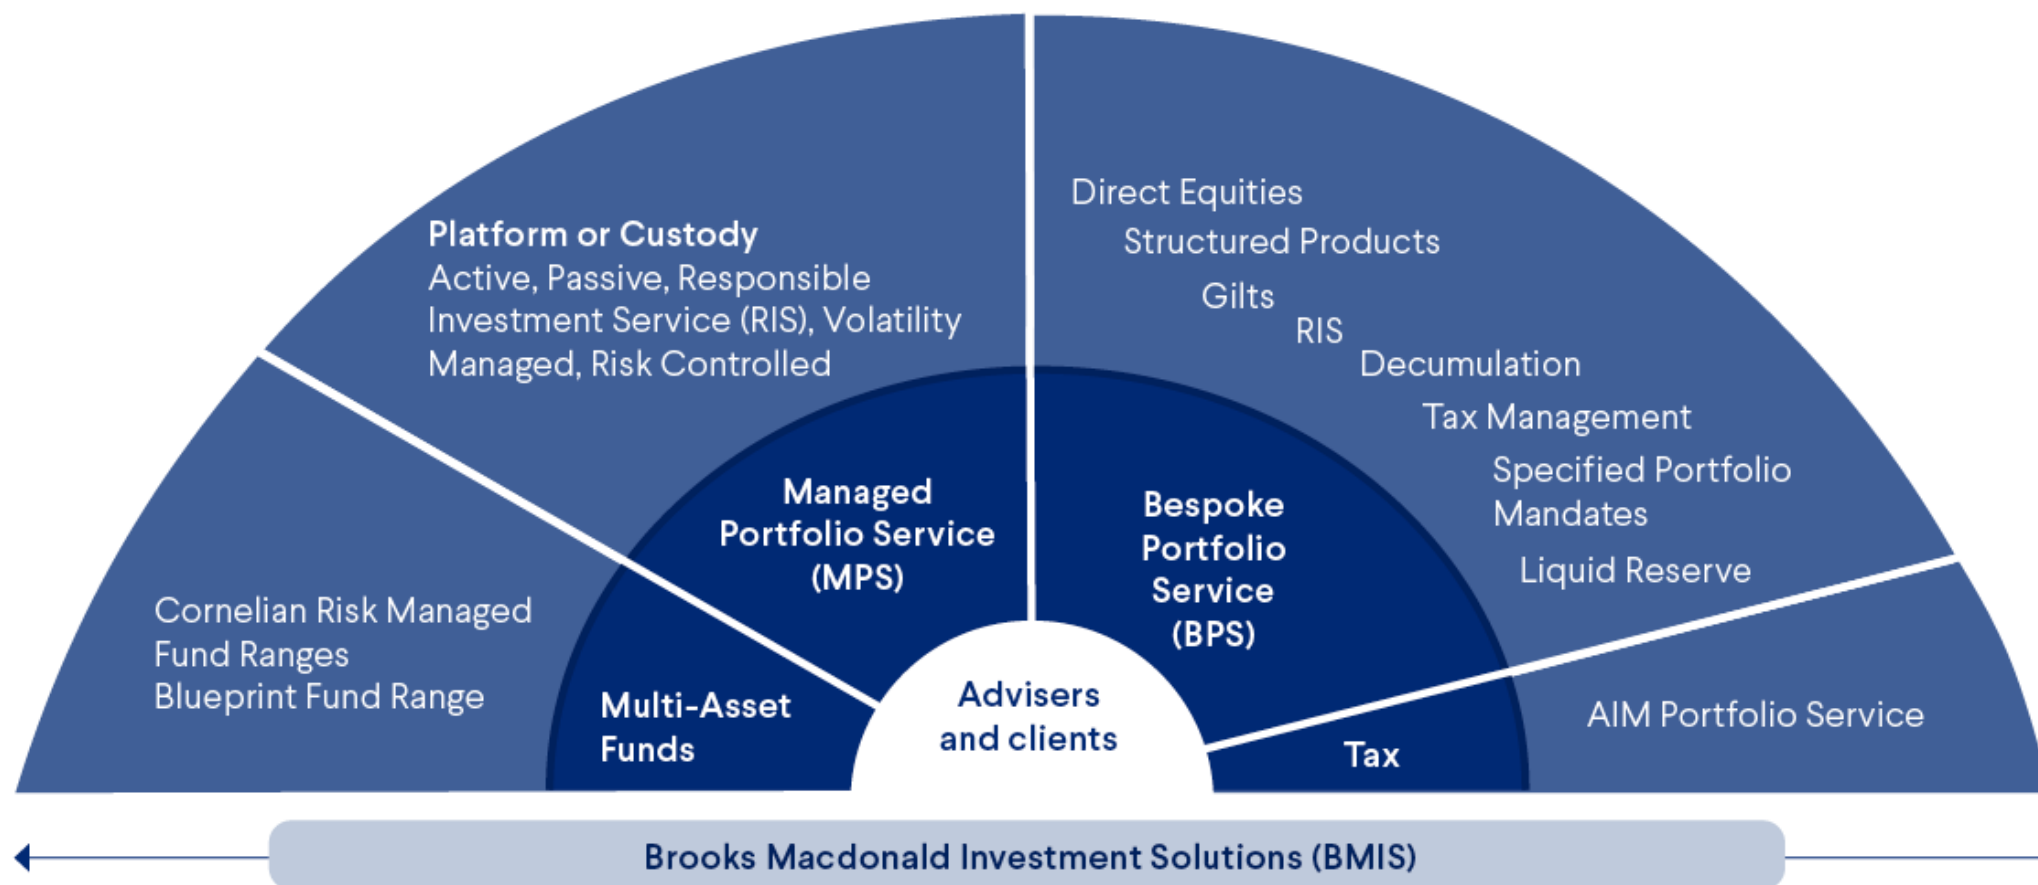 Platform or Custody
Active, Passive, Responsible
Investment Service (RIS), Volatility
Managed, Risk Controlled
Direct Equities
Structured Products
Gilts
RIS
Decumulation
Tax Management
Specified Portfolio
Mandates
Liquid Reserve
Managed
Portfolio Service
(MPS)
Bespoke
Portfolio
Service
(BPS)
Cornelian Risk Managed
Fund Ranges
Blueprint Fund Range
Multi-Asset
Funds
Advisers
and clients
Tax
AIM Portfolio Service
Brooks Macdonald Investment Solutions (BMIS)